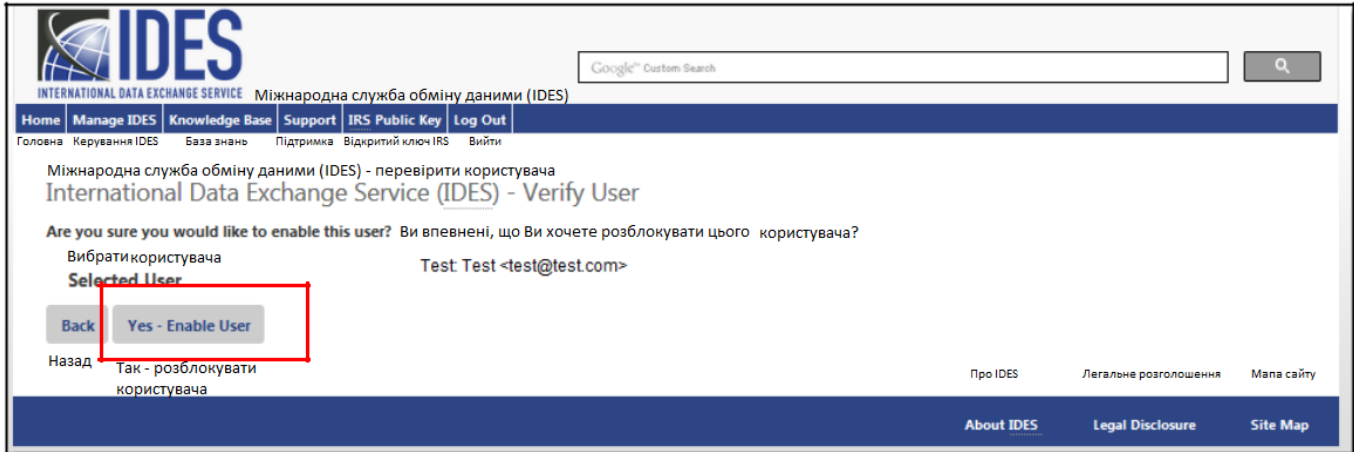 IDES
INTERNATIONAL DATA EXCHANGE SERVICE Міжнародна служба обміну даними (IDES)
Google™ Custom Search
Home Manage IDES Knowledge Base Support IRS Public Key Log Out
Головна Керування IDES База знань Підтримка Відкритий ключ IRS Вийти
Міжнародна служба обміну даними (IDES) - перевірити користувача
International Data Exchange Service (IDES) - Verify User
Are you sure you would like to enable this user? Ви впевнені, що Ви хочете розблокувати цього користувача?
Вибрати користувача
Selected User
Test: Test <test@test.com>
Back Yes - Enable User
Назад
Так - розблокувати
користувача
Про IDES Легальне розголошення Мапа сайту
About IDES Legal Disclosure Site Map